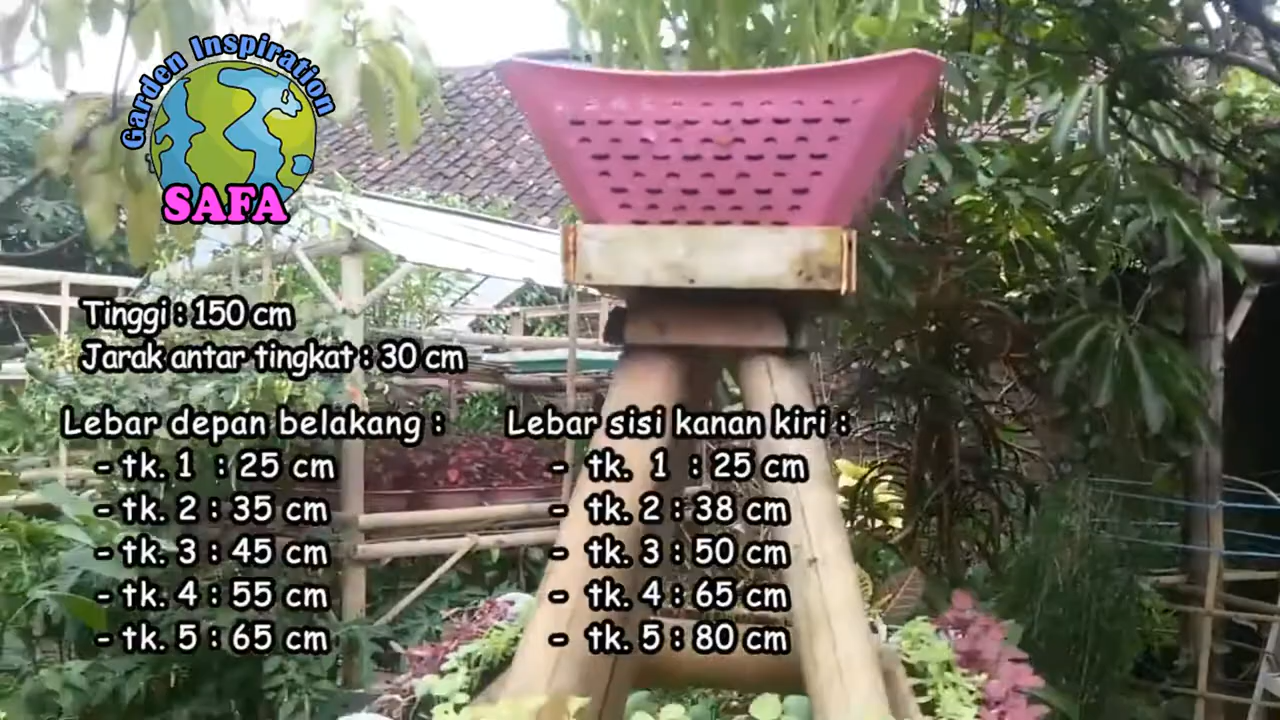 Garden Inspiration
SAFA
Tinggi : 150 cm
Jarak antar tingkat : 30 cm
Lebar depan belakang :
- tk. 1 : 25 cm
- tk. 2 : 35 cm
- tk. 3 : 45 cm
- tk. 4 : 55 cm
- tk. 5 : 65 cm
Lebar sisi kanan kiri :
- tk. 1 : 25 cm
- tk. 2 : 38 cm
- tk. 3 : 50 cm
- tk. 4 : 65 cm
- tk. 5 : 80 cm